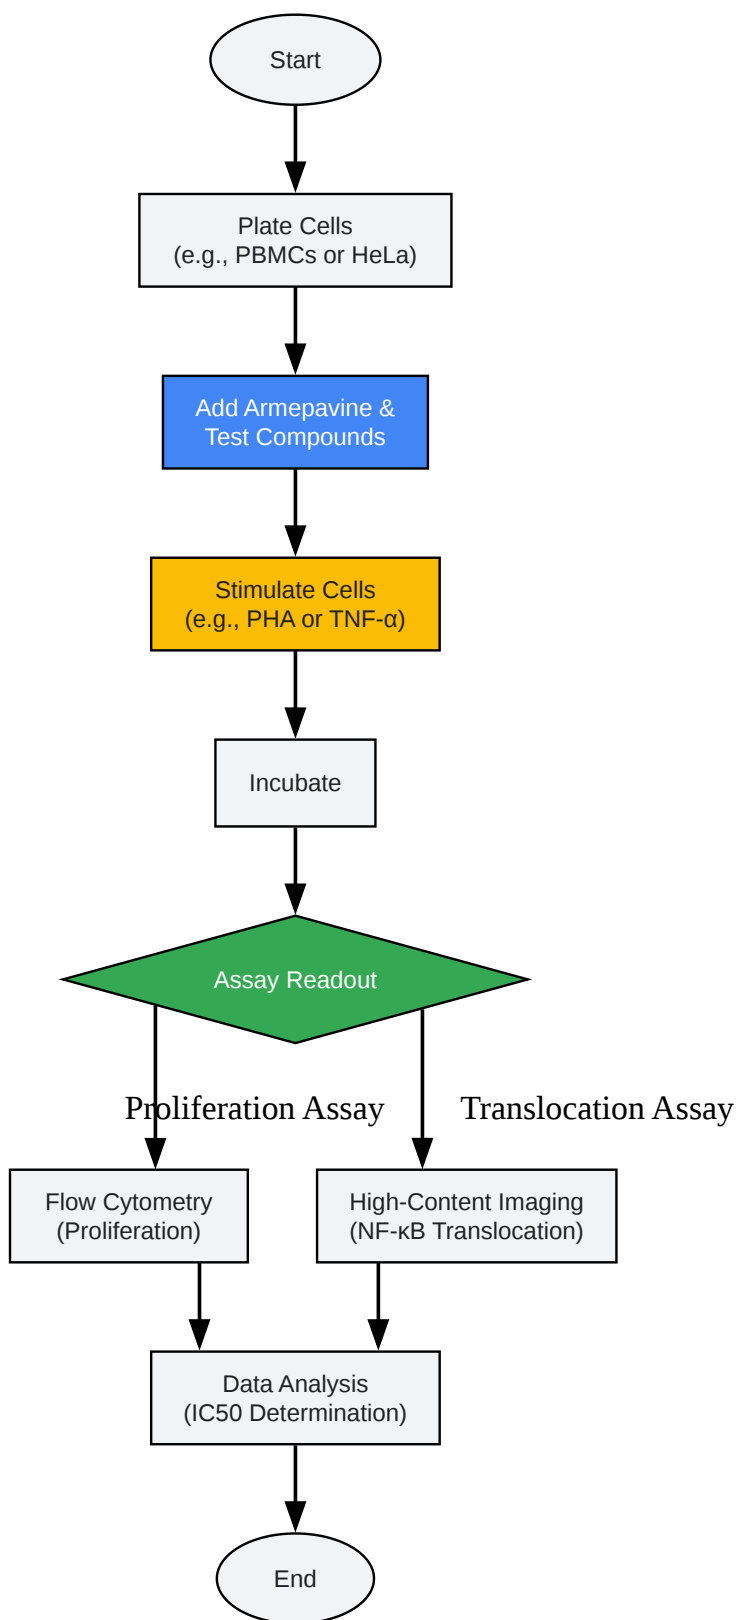 Start
Plate Cells
(e.g., PBMCs or HeLa)
Add Armepavine &
Test Compounds
Stimulate Cells
(e.g., PHA or TNF-α)
Incubate
Assay Readout
Proliferation Assay
Translocation Assay
Flow Cytometry
(Proliferation)
High-Content Imaging
(NF-κB Translocation)
Data Analysis
(IC50 Determination)
End